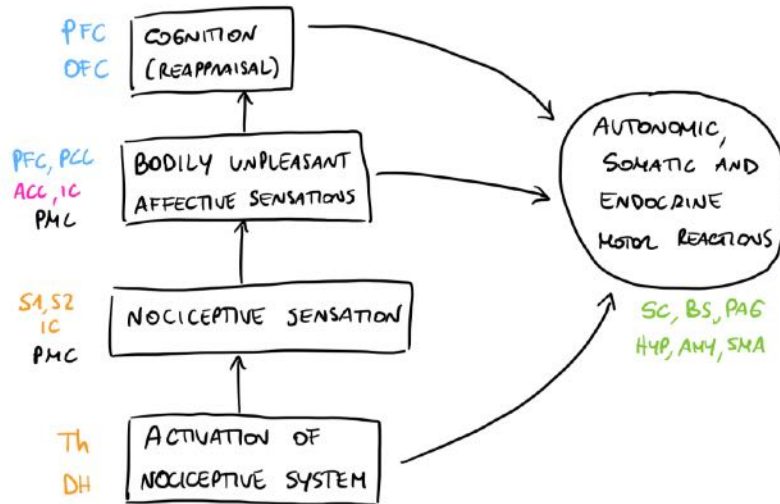 PFC
OFC
COGNITION
(REAPPRAISAL)
PFC, PCC
ACC, IC
PMC
BODILY UNPLEASANT
AFFECTIVE SENSATIONS
S1, S2
IC
PMC
NOCICEPTIVE SENSATION
Th
DH
ACTIVATION OF
NOCICEPTIVE SYSTEM
AUTONOMIC,
SOMATIC AND
ENDOCRINE
MOTOR REACTIONS
SC, BS, PAG
HYP, AMY, SMA